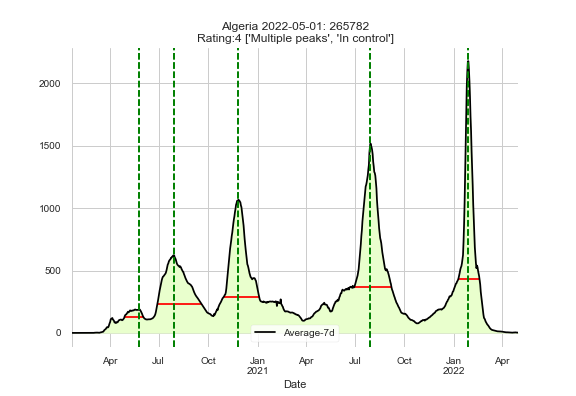 Algeria 2022-05-01: 265782
Rating:4 ['Multiple peaks', 'In control']
2000
1500
1000
500
0
Average-7d
Apr Jul Oct Jan Apr Jul Oct Jan Apr
2021 2022
Date